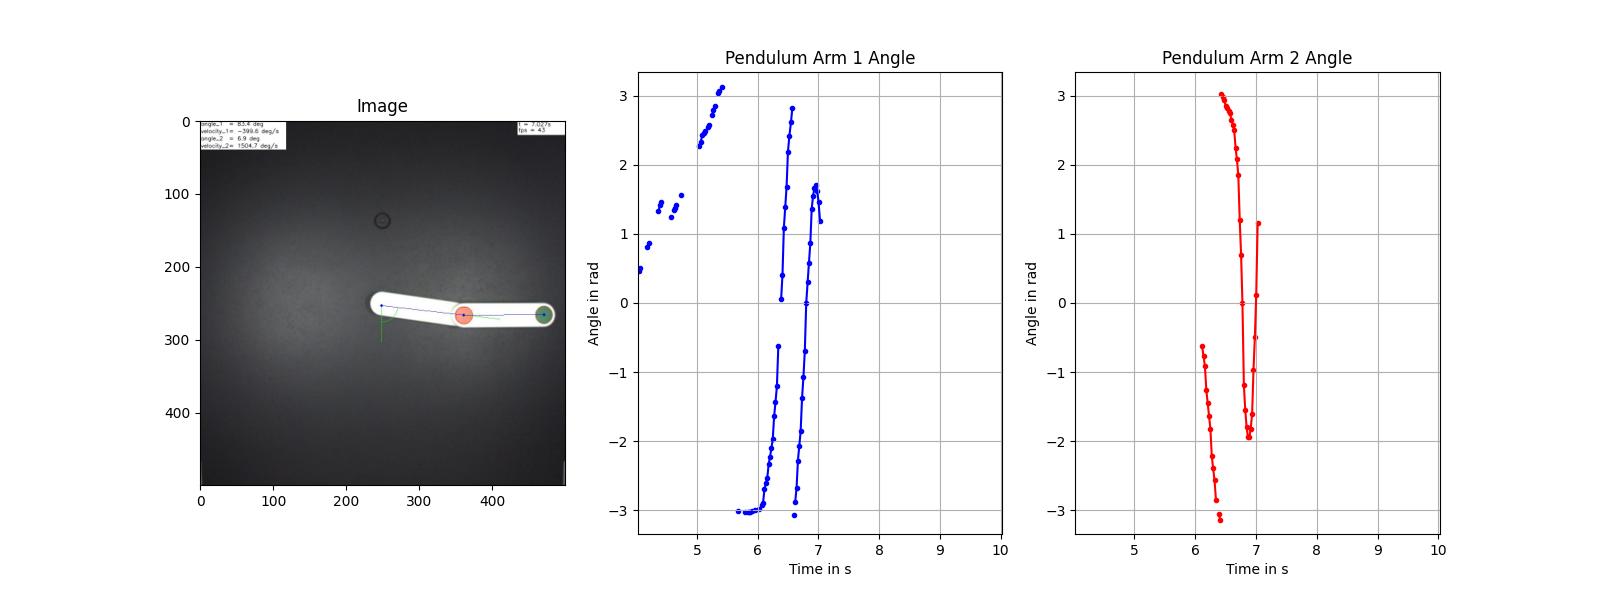 Image
angle_1 = 83.4 deg
velocity_1= -399.6 deg/s
angle_2 = 6.9 deg
velocity_2= 1504.7 deg/s
t = 7.027s
fps = 43
0
100
200
300
400
0 100 200 300 400
Pendulum Arm 1 Angle
Angle in rad
3
2
1
0
−1
−2
−3
5 6 7 8 9 10
Time in s
Pendulum Arm 2 Angle
Angle in rad
3
2
1
0
−1
−2
−3
5 6 7 8 9 10
Time in s